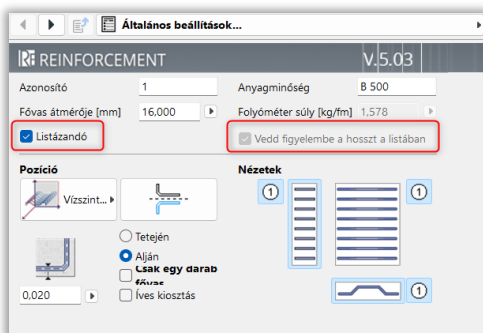 Általános beállítások...
REINFORCEMENT V.5.03
Azonosító 1 Anyagminőség B 500
Fővas átmérője [mm] 16,000 Folyóméter súly [kg/fm] 1,578
Listázandó Vedd figyelembe a hosszt a listában
Pozíció Nézetek
Vízszint...
1 1
Tetején
Alján
Csak egy darab
fővas
0,020 Íves kiosztás 1